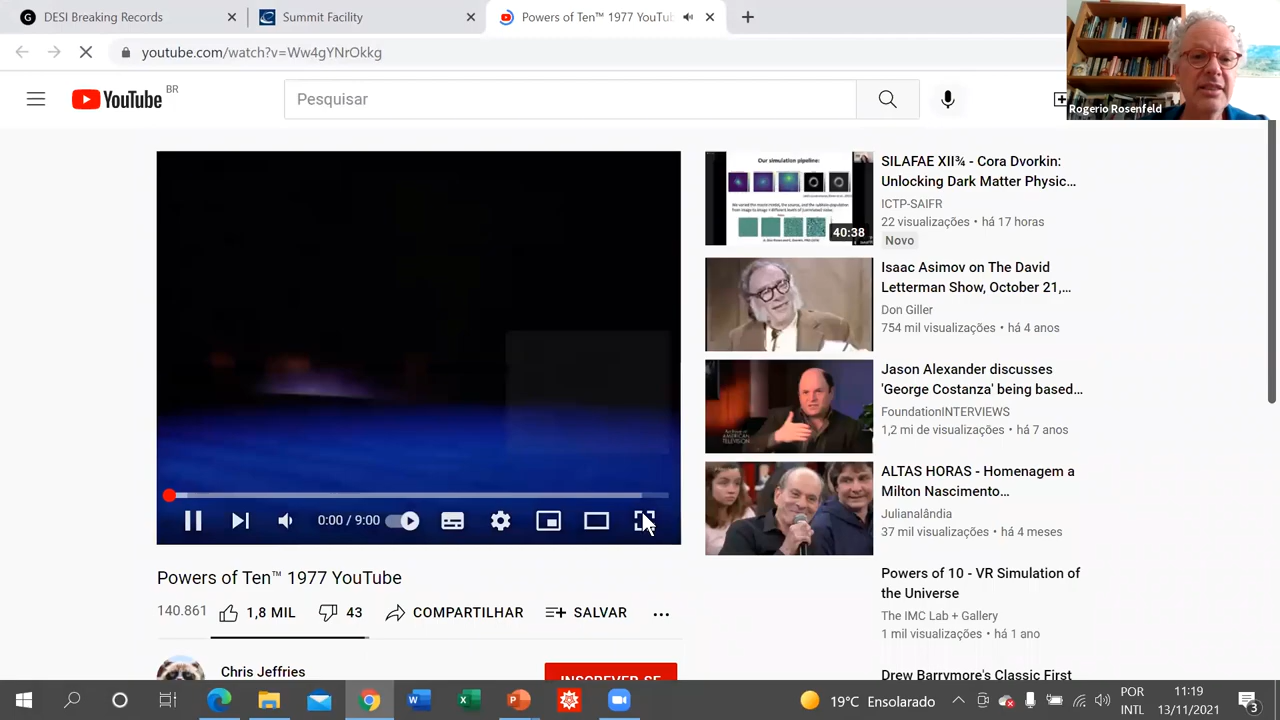 DESI Breaking Records
Summit Facility
Powers of Ten™ 1977 YouTu
youtube.com/watch?v=Ww4gYNrOkkg
Rogerio Rosenfeld
YouTube BR
Pesquisar
Our simulation pipeline:
40:38
SILAFAE XII¾ - Cora Dvorkin:
Unlocking Dark Matter Physic...
ICTP-SAIFR
22 visualizações • há 17 horas
Novo
Isaac Asimov on The David
Letterman Show, October 21,...
Don Giller
754 mil visualizações • há 4 anos
Jason Alexander discusses
'George Costanza' being based...
FoundationINTERVIEWS
1,2 mi de visualizações • há 7 anos
ALTAS HORAS - Homenagem a
Milton Nascimento...
Julianalândia
37 mil visualizações • há 4 meses
Powers of 10 - VR Simulation of
the Universe
The IMC Lab + Gallery
1 mil visualizações • há 1 ano
Drew Barrymore's Classic First
0:00 / 9:00
Powers of Ten™ 1977 YouTube
140.861
1,8 MIL
43
COMPARTILHAR
SALVAR
Chris Jeffries
INSCREVER-SE
19°C Ensolarado
POR
INTL
11:19
13/11/2021
3